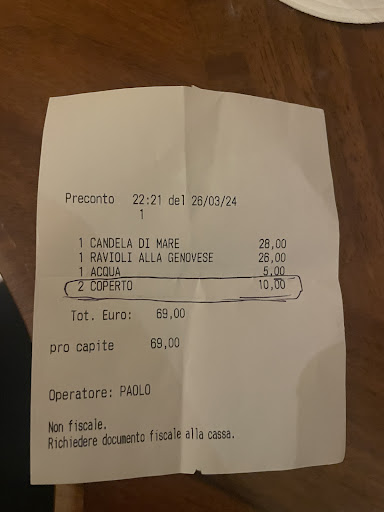 Preconto 22:21 del 26/03/24
1
1 CANDELA DI MARE 28,00
1 RAVIOLI ALLA GENOVESE 26,00
1 ACQUA 5,00
2 COPERTO 10,00
Tot. Euro: 69,00
pro capite 69,00
Operatore: PAOLO
Non fiscale.
Richiedere documento fiscale alla cassa.